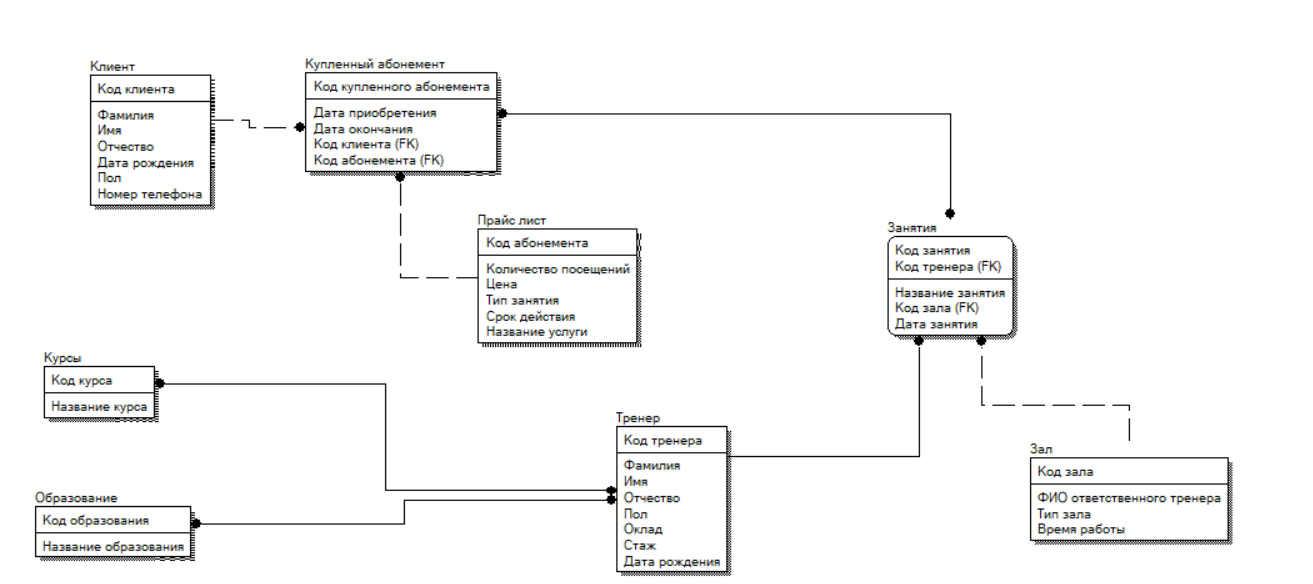 Клиент
Код клиента
Фамилия
Имя
Отчество
Дата рождения
Пол
Номер телефона
Купленный абонемент
Код купленного абонемента
Дата приобретения
Дата окончания
Код клиента (FK)
Код абонемента (FK)
Прайс лист
Код абонемента
Количество посещений
Цена
Тип занятия
Срок действия
Название услуги
Занятия
Код занятия
Код тренера (FK)
Название занятия
Код зала (FK)
Дата занятия
Курсы
Код курса
Название курса
Образование
Код образования
Название образования
Тренер
Код тренера
Фамилия
Имя
Отчество
Пол
Оклад
Стаж
Дата рождения
Зал
Код зала
ФИО ответственного тренера
Тип зала
Время работы